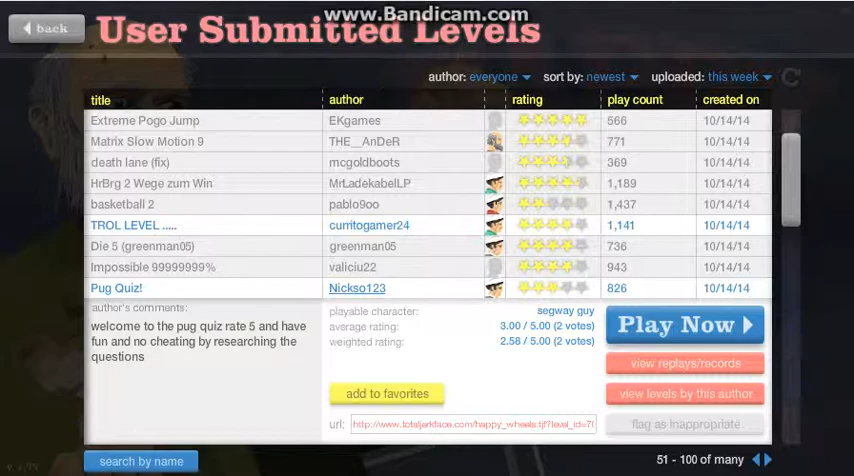 www.Bandicam.com
back
User Submitted Levels
author: everyone sort by: newest uploaded: this week
title author rating play count created on
Extreme Pogo Jump EKgames 566 10/14/14
Matrix Slow Motion 9 THE__AnDeR 771 10/14/14
death lane (fix) mcgoldboots 369 10/14/14
HrBrg 2 Wege zum Win MrLadekabelLP 1,189 10/14/14
basketball 2 pablo9oo 1,437 10/14/14
TROL LEVEL ..... curritogamer24 1,141 10/14/14
Die 5 (greenman05) greenman05 736 10/14/14
Impossible 99999999% valiciu22 943 10/14/14
Pug Quiz! Nickso123 826 10/14/14
author's comments:
welcome to the pug quiz rate 5 and have
fun and no cheating by researching the
questions
playable character: segway guy
average rating: 3.00 / 5.00 (2 votes)
weighted rating: 2.58 / 5.00 (2 votes)
add to favorites
url: http://www.totaljerkface.com/happy_wheels.tjf?level_id=7
Play Now
view replays/records
view levels by this author
flag as inappropriate
search by name
51 - 100 of many